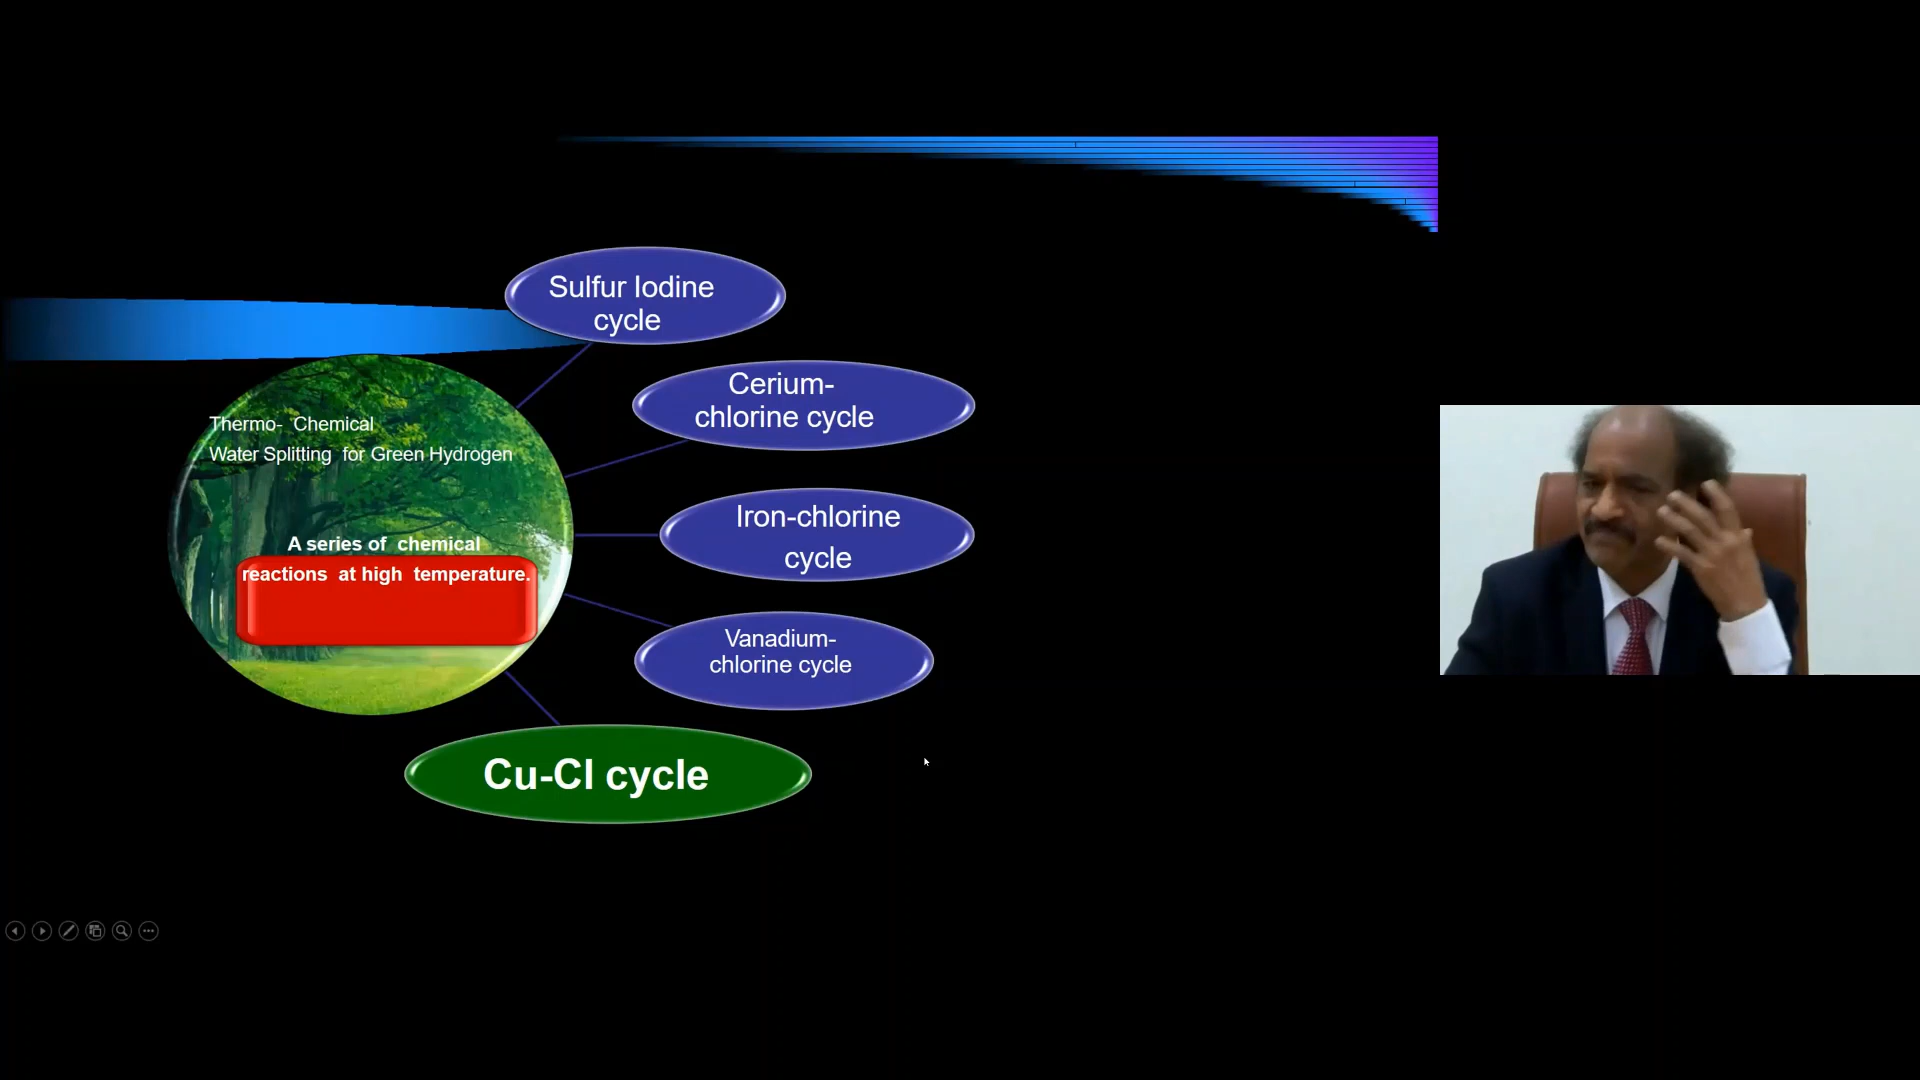 Sulfur Iodine
cycle
Cerium-
chlorine cycle
Thermo- Chemical
Water Splitting for Green Hydrogen
Iron-chlorine
cycle
A series of chemical
reactions at high temperature.
Vanadium-
chlorine cycle
Cu-Cl cycle